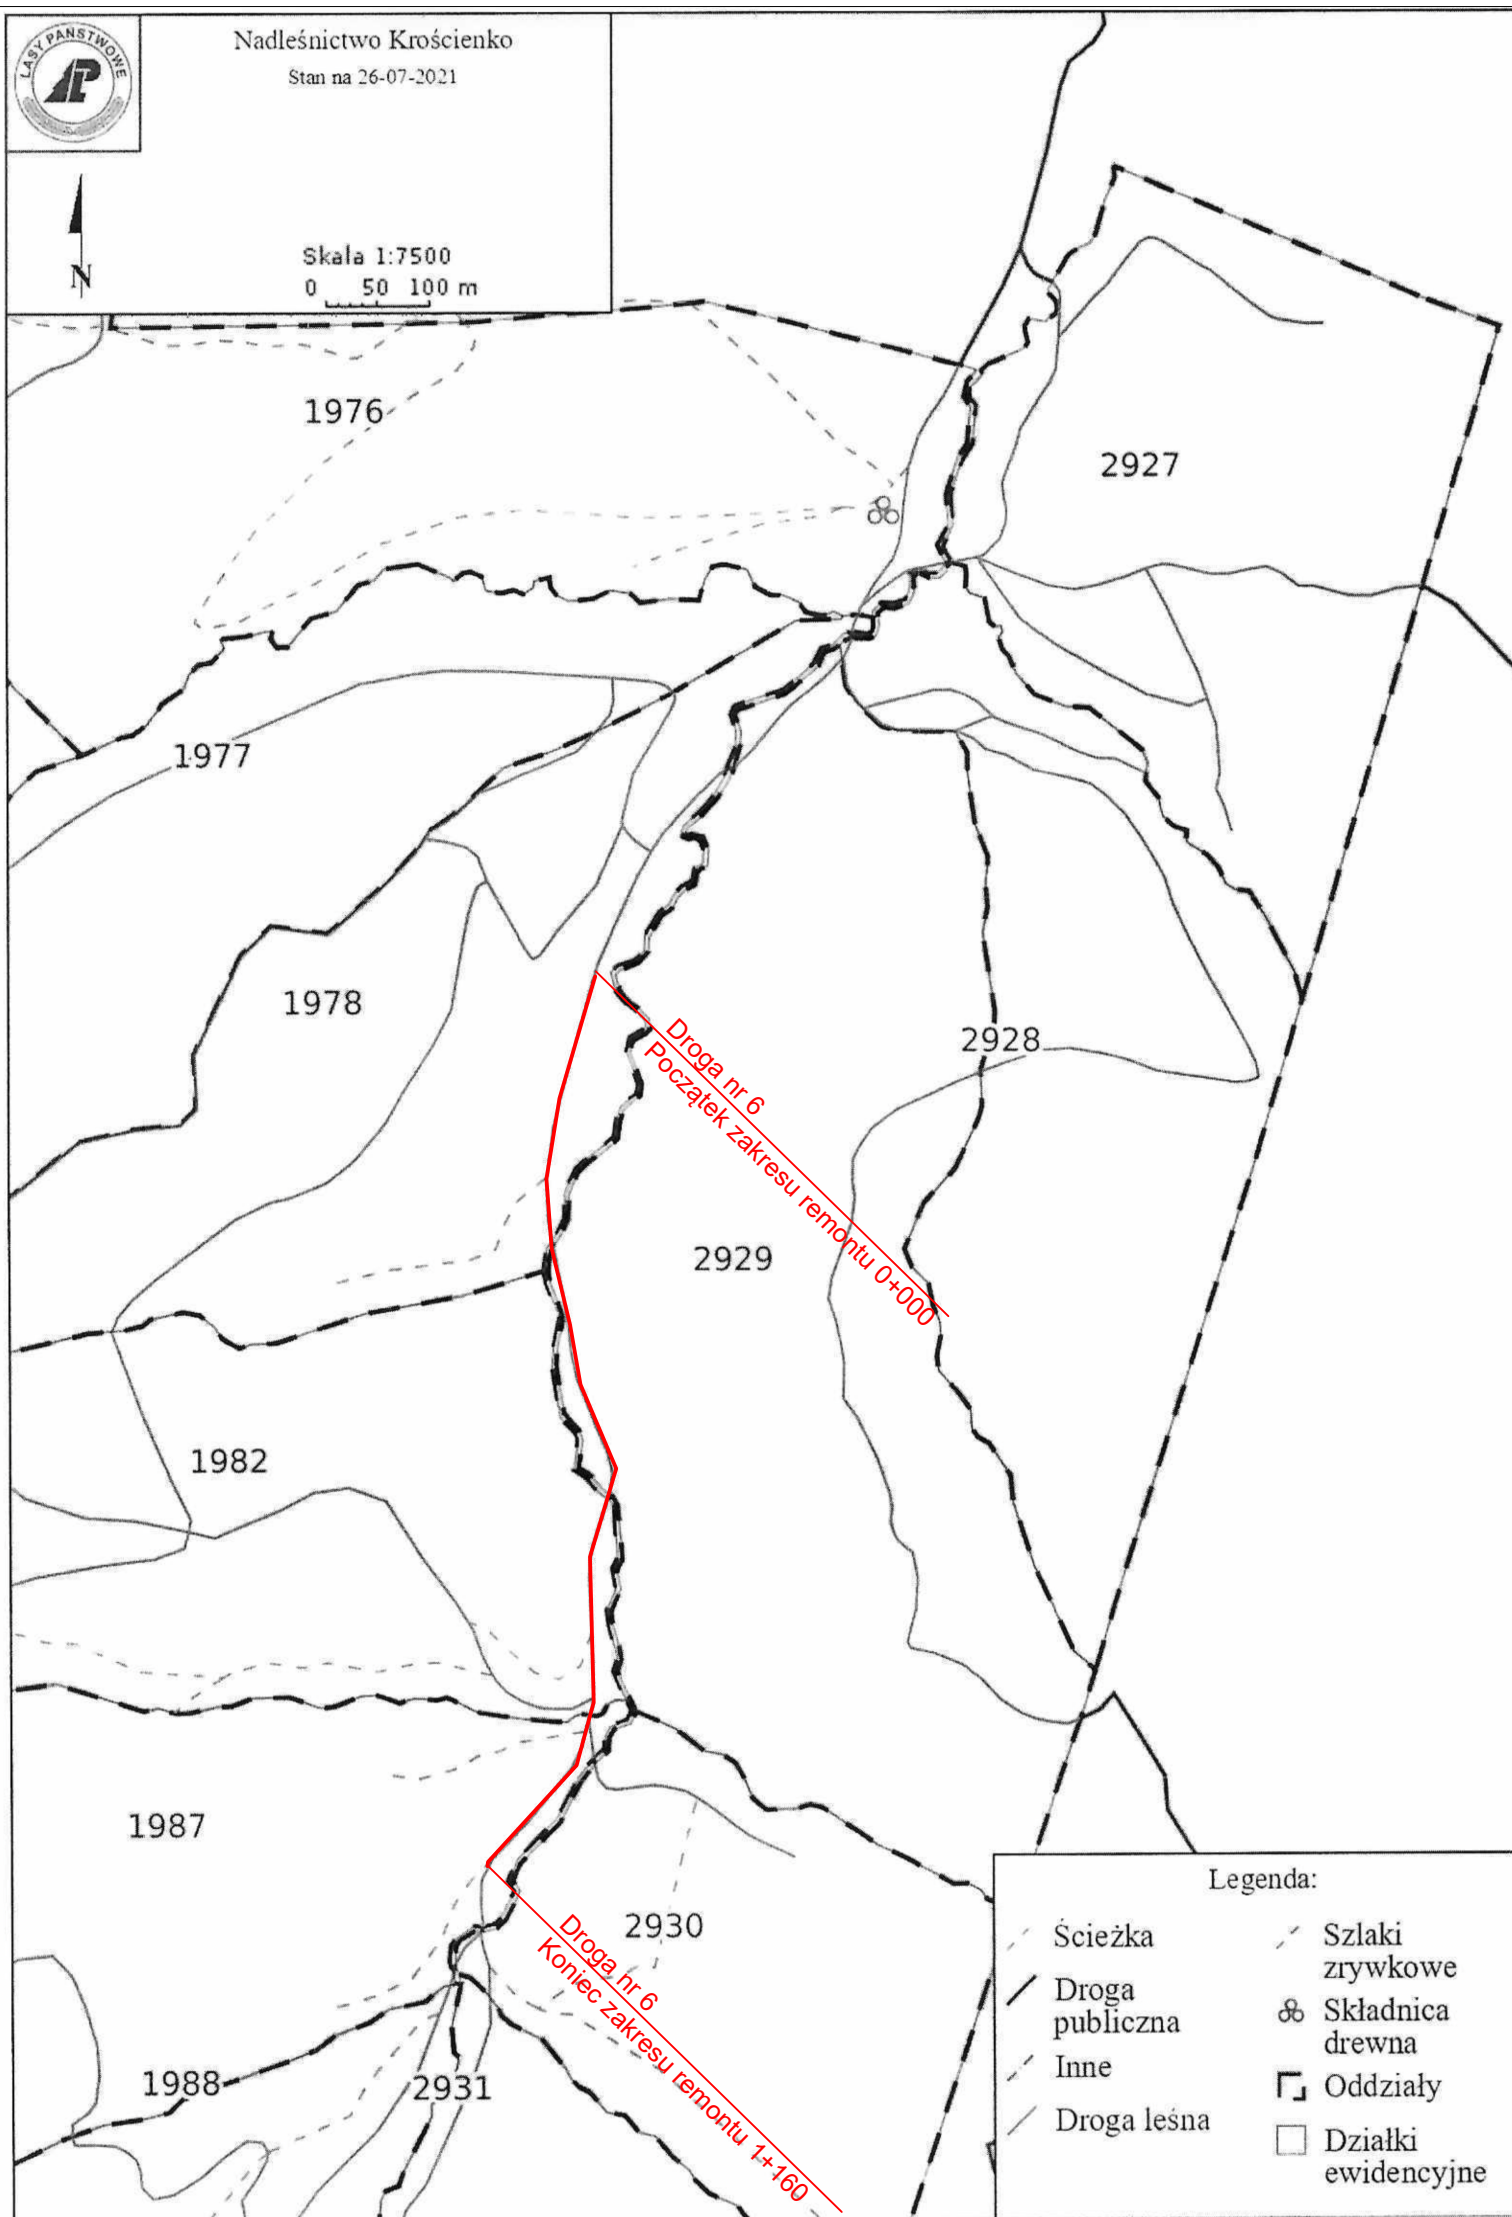 LASY PAŃSTWOWE
Nadleśnictwo Krościenko
Stan na 26-07-2021
N
Skala 1:7500
0 50 100 m
1976
2927
1977
1978
2928
Droga nr 6
Początek zakresu remontu 0+000
2929
1982
1987
2930
Droga nr 6
Koniec zakresu remontu 1+160
1988
2931
Legenda:
Ścieżka
Droga
publiczna
Inne
Droga leśna
Szlaki
zrywkowe
Składnica
drewna
Oddziały
Działki
ewidencyjne